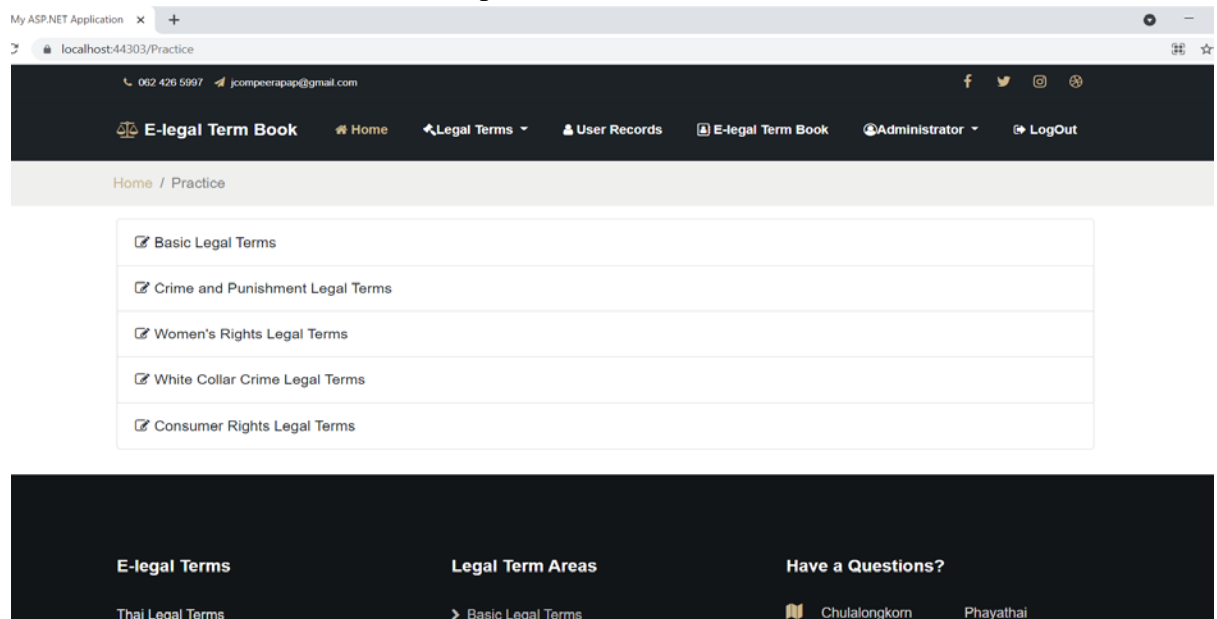 My ASP.NET Application
localhost:44303/Practice
062 426 5997 jcompeerapap@gmail.com
E-legal Term Book Home Legal Terms User Records E-legal Term Book Administrator LogOut
Home / Practice
Basic Legal Terms
Crime and Punishment Legal Terms
Women's Rights Legal Terms
White Collar Crime Legal Terms
Consumer Rights Legal Terms
E-legal Terms Legal Term Areas Have a Questions?
Thai Legal Terms Basic Legal Terms Chulalongkorn Phayathai